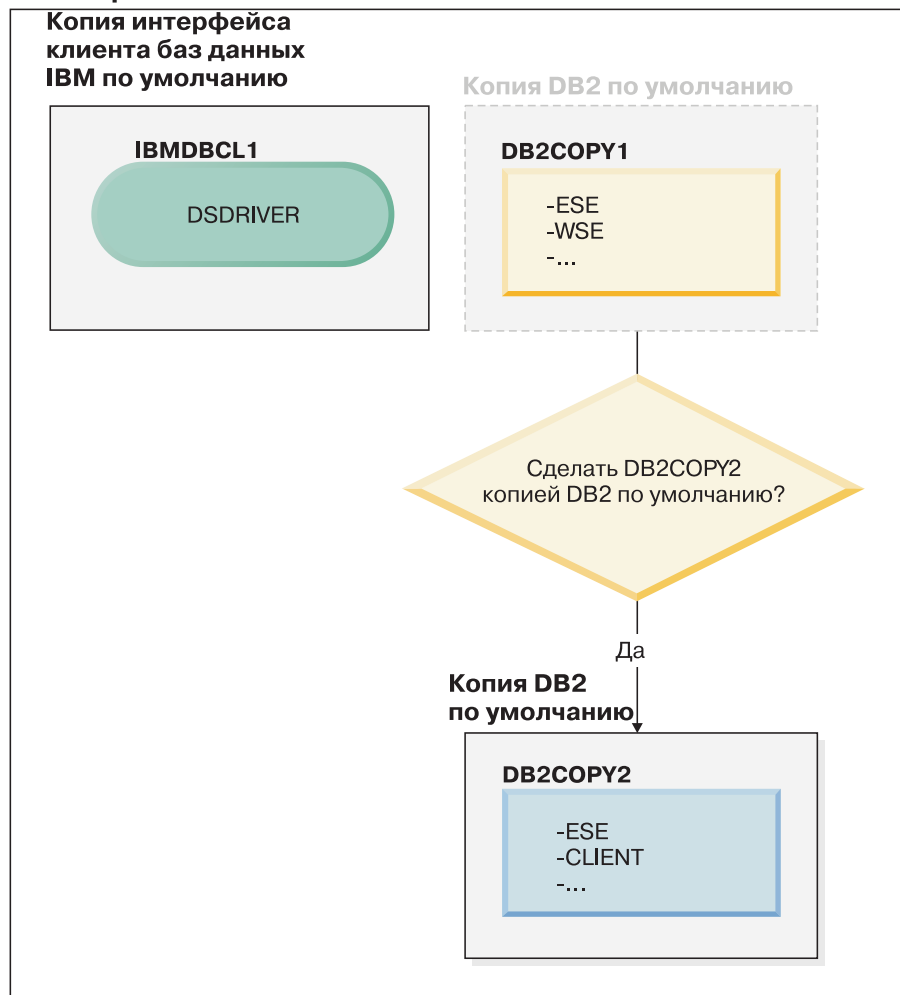 Копия интерфейса
клиента баз данных
IBM по умолчанию
Копия DB2 по умолчанию
IBMDBCL1
DSDRIVER
DB2COPY1
-ESE
-WSE
-...
Сделать DB2COPY2
копией DB2 по умолчанию?
Да
Копия DB2
по умолчанию
DB2COPY2
-ESE
-CLIENT
-...